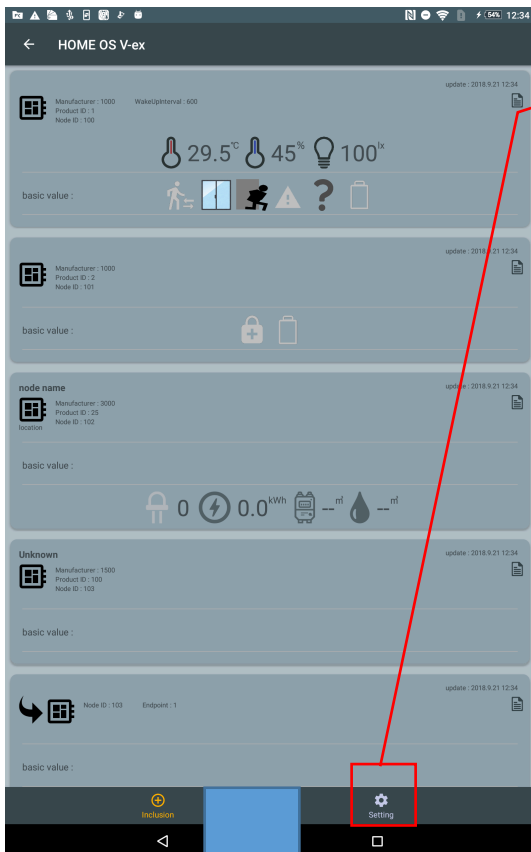 54% 12:34
HOME OS V-ex
update : 2018.9.21 12:34
Manufacturer : 1000 WakeUpInterval : 600
Product ID : 1
Node ID : 100
29.5℃ 45% 100lx
basic value :
?
update : 2018.9.21 12:34
Manufacturer : 1000
Product ID : 2
Node ID : 101
basic value :
node name
update : 2018.9.21 12:34
Manufacturer : 3000
Product ID : 25
Node ID : 102
location
basic value :
0 0.0kWh --㎥ --㎥
Unknown
update : 2018.9.21 12:34
Manufacturer : 1500
Product ID : 100
Node ID : 103
basic value :
update : 2018.9.21 12:34
Node ID : 103 Endpoint : 1
basic value :
Inclusion
Setting